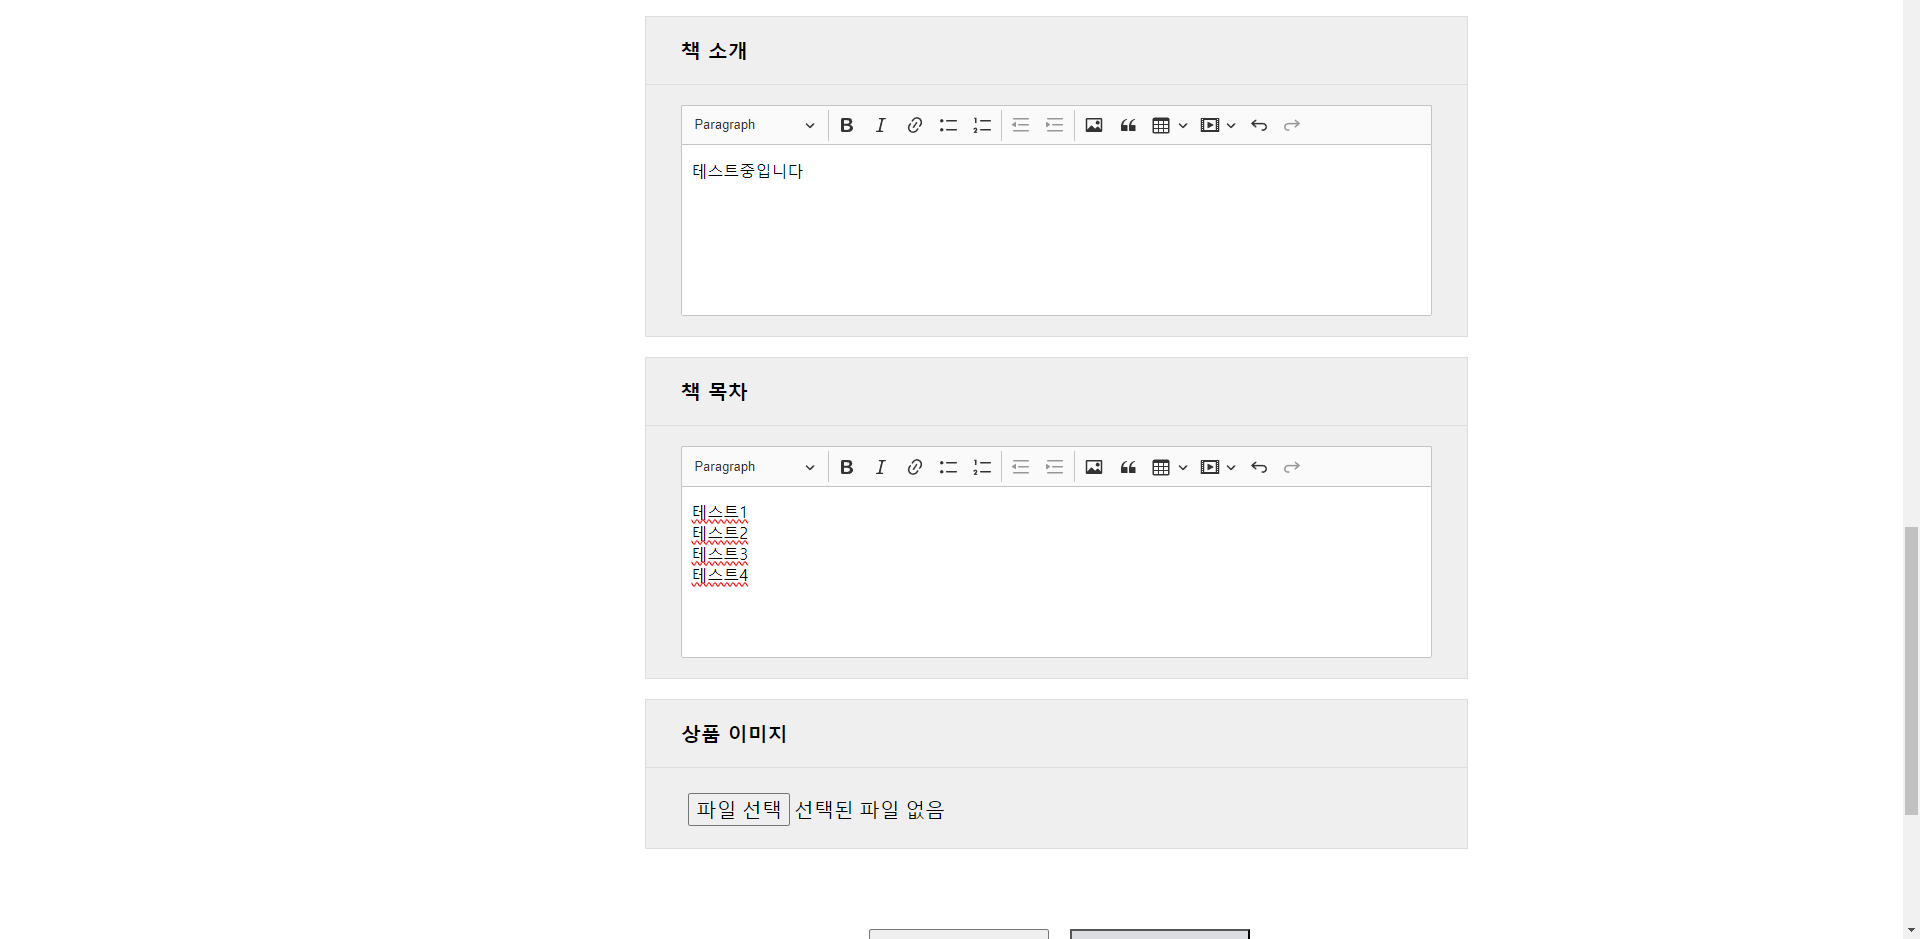 책 소개
Paragraph
테스트중입니다
책 목차
Paragraph
테스트1
테스트2
테스트3
테스트4
상품 이미지
파일 선택 선택된 파일 없음